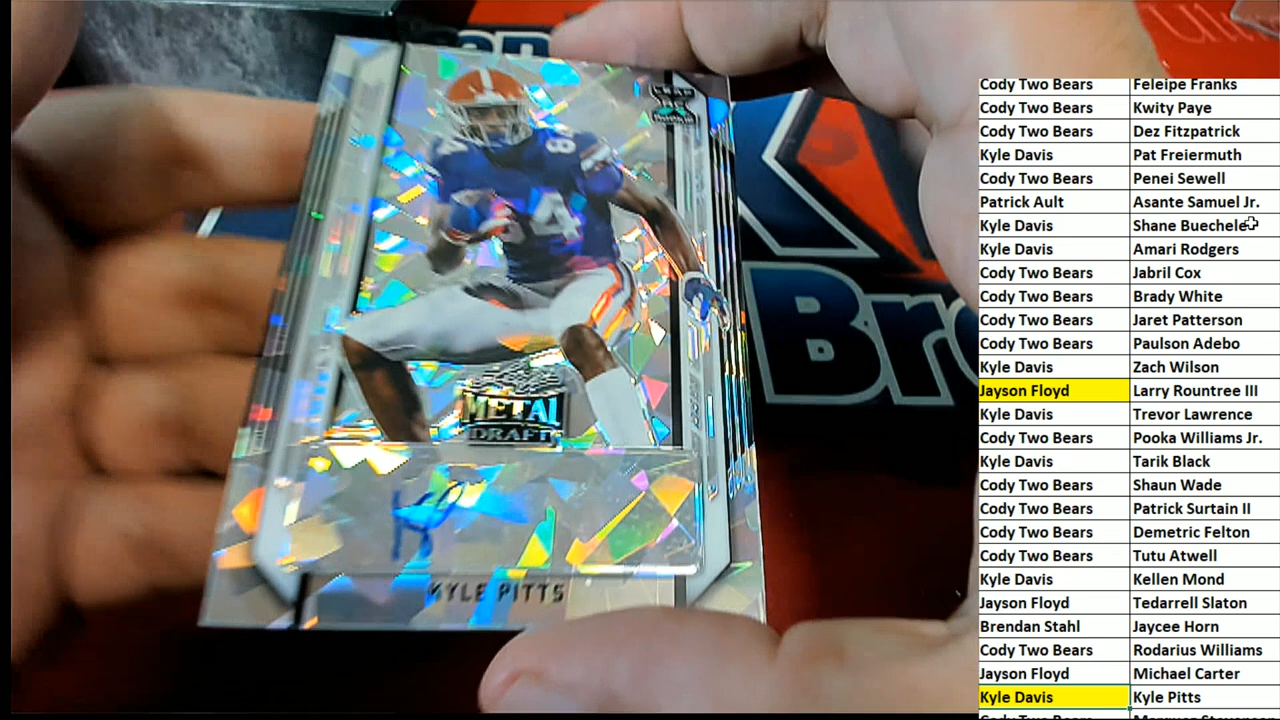 84
84
LEAF
METAL
DRAFT
KYLE PITTS
Br
Cody Two Bears Feleipe Franks
Cody Two Bears Kwity Paye
Cody Two Bears Dez Fitzpatrick
Kyle Davis Pat Freiermuth
Cody Two Bears Penei Sewell
Patrick Ault Asante Samuel Jr.
Kyle Davis Shane Buechele
Kyle Davis Amari Rodgers
Cody Two Bears Jabril Cox
Cody Two Bears Brady White
Cody Two Bears Jaret Patterson
Cody Two Bears Paulson Adebo
Kyle Davis Zach Wilson
Jayson Floyd Larry Rountree III
Kyle Davis Trevor Lawrence
Cody Two Bears Pooka Williams Jr.
Kyle Davis Tarik Black
Cody Two Bears Shaun Wade
Cody Two Bears Patrick Surtain II
Cody Two Bears Demetric Felton
Cody Two Bears Tutu Atwell
Kyle Davis Kellen Mond
Jayson Floyd Tedarrell Slaton
Brendan Stahl Jaycee Horn
Cody Two Bears Rodarius Williams
Jayson Floyd Michael Carter
Kyle Davis Kyle Pitts